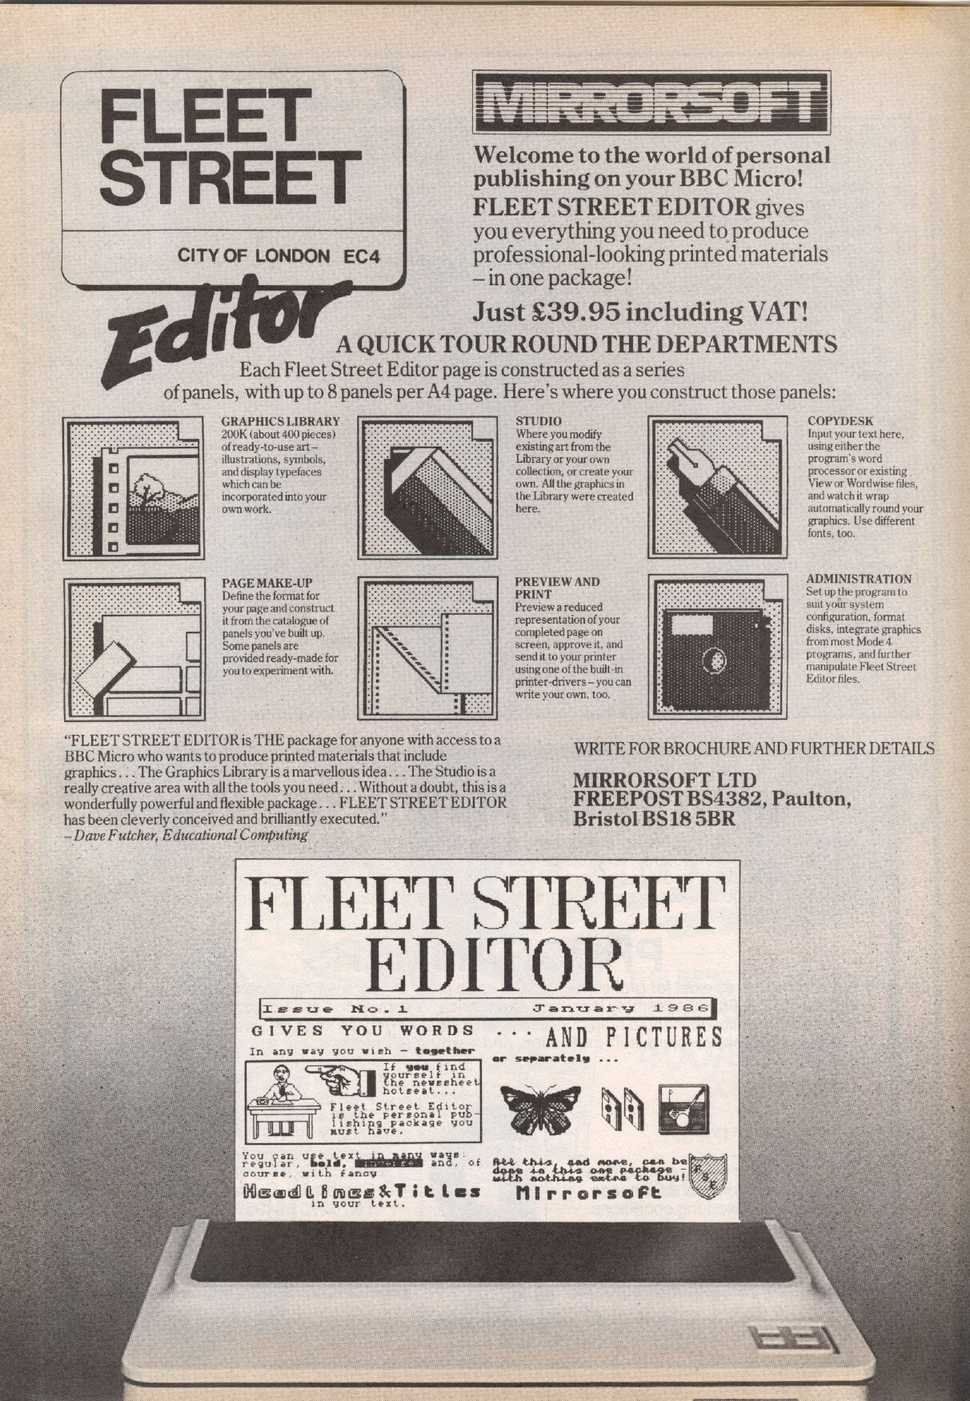 FLEET
STREET
CITY OF LONDON EC4
Editor
MIRRORSOFT
Welcome to the world of personal
publishing on your BBC Micro!
FLEET STREET EDITOR gives
you everything you need to produce
professional-looking printed materials
– in one package!
Just £39.95 including VAT!
A QUICK TOUR ROUND THE DEPARTMENTS
Each Fleet Street Editor page is constructed as a series
of panels, with up to 8 panels per A4 page. Here's where you construct those panels:
GRAPHICS LIBRARY
200K (about 400 pieces)
of ready-to-use art –
illustrations, symbols,
and display typefaces
which can be
incorporated into your
own work.
STUDIO
Where you modify
existing art from the
Library or your own
collection, or create your
own. All the graphics in
the Library were created
here.
COPYDESK
Input your text here,
using either the
program's word
processor or existing
View or Wordwise files,
and watch it wrap
automatically round your
graphics. Use different
fonts, too.
PAGE MAKE-UP
Define the format for
your page and construct
it from the catalogue of
panels you've built up.
Some panels are
provided ready-made for
you to experiment with.
PREVIEW AND
PRINT
Preview a reduced
representation of your
completed page on
screen, approve it, and
send it to your printer
using one of the built-in
printer-drivers – you can
write your own, too.
ADMINISTRATION
Set up the program to
suit your system
configuration, format
disks, integrate graphics
from most Mode 4
programs, and further
manipulate Fleet Street
Editor files.
"FLEET STREET EDITOR is THE package for anyone with access to a
BBC Micro who wants to produce printed materials that include
graphics... The Graphics Library is a marvellous idea... The Studio is a
really creative area with all the tools you need... Without a doubt, this is a
wonderfully powerful and flexible package... FLEET STREET EDITOR
has been cleverly conceived and brilliantly executed."
– Dave Futcher, Educational Computing
WRITE FOR BROCHURE AND FURTHER DETAILS
MIRRORSOFT LTD
FREEPOST BS4382, Paulton,
Bristol BS18 5BR
FLEET STREET
EDITOR
Issue No.1 January 1986
GIVES YOU WORDS ... AND PICTURES
In any way you wish – together
or separately ...
If you find
yourself in
the newssheet
hotseat...
Fleet Street Editor
is the personal pub-
lishing package you
must have.
You can use text in many ways:
regular, bold, inverse and, of
course, with fancy
Headlines&Titles
in your text.
All this, and more, can be
done in this one package -
with nothing extra to buy!
Mirrorsoft
FSE